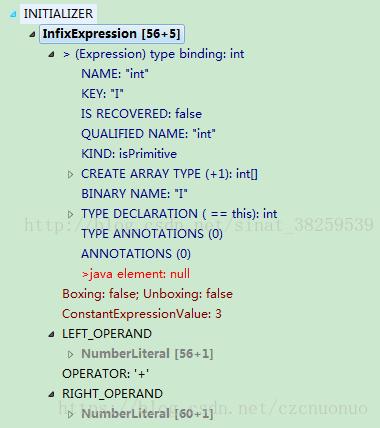 INITIALIZER
InfixExpression [56+5]
> (Expression) type binding: int
NAME: "int"
KEY: "I"
IS RECOVERED: false
QUALIFIED NAME: "int"
KIND: isPrimitive
CREATE ARRAY TYPE (+1): int[]
BINARY NAME: "I"
http://blog.csdn.net/sinat_38259539
TYPE DECLARATION ( == this): int
TYPE ANNOTATIONS (0)
ANNOTATIONS (0)
>java element: null
Boxing: false; Unboxing: false
ConstantExpressionValue: 3
LEFT_OPERAND
NumberLiteral [56+1]
OPERATOR: '+'
RIGHT_OPERAND
https://blog.csdn.net/czcnuonuo
NumberLiteral [60+1]